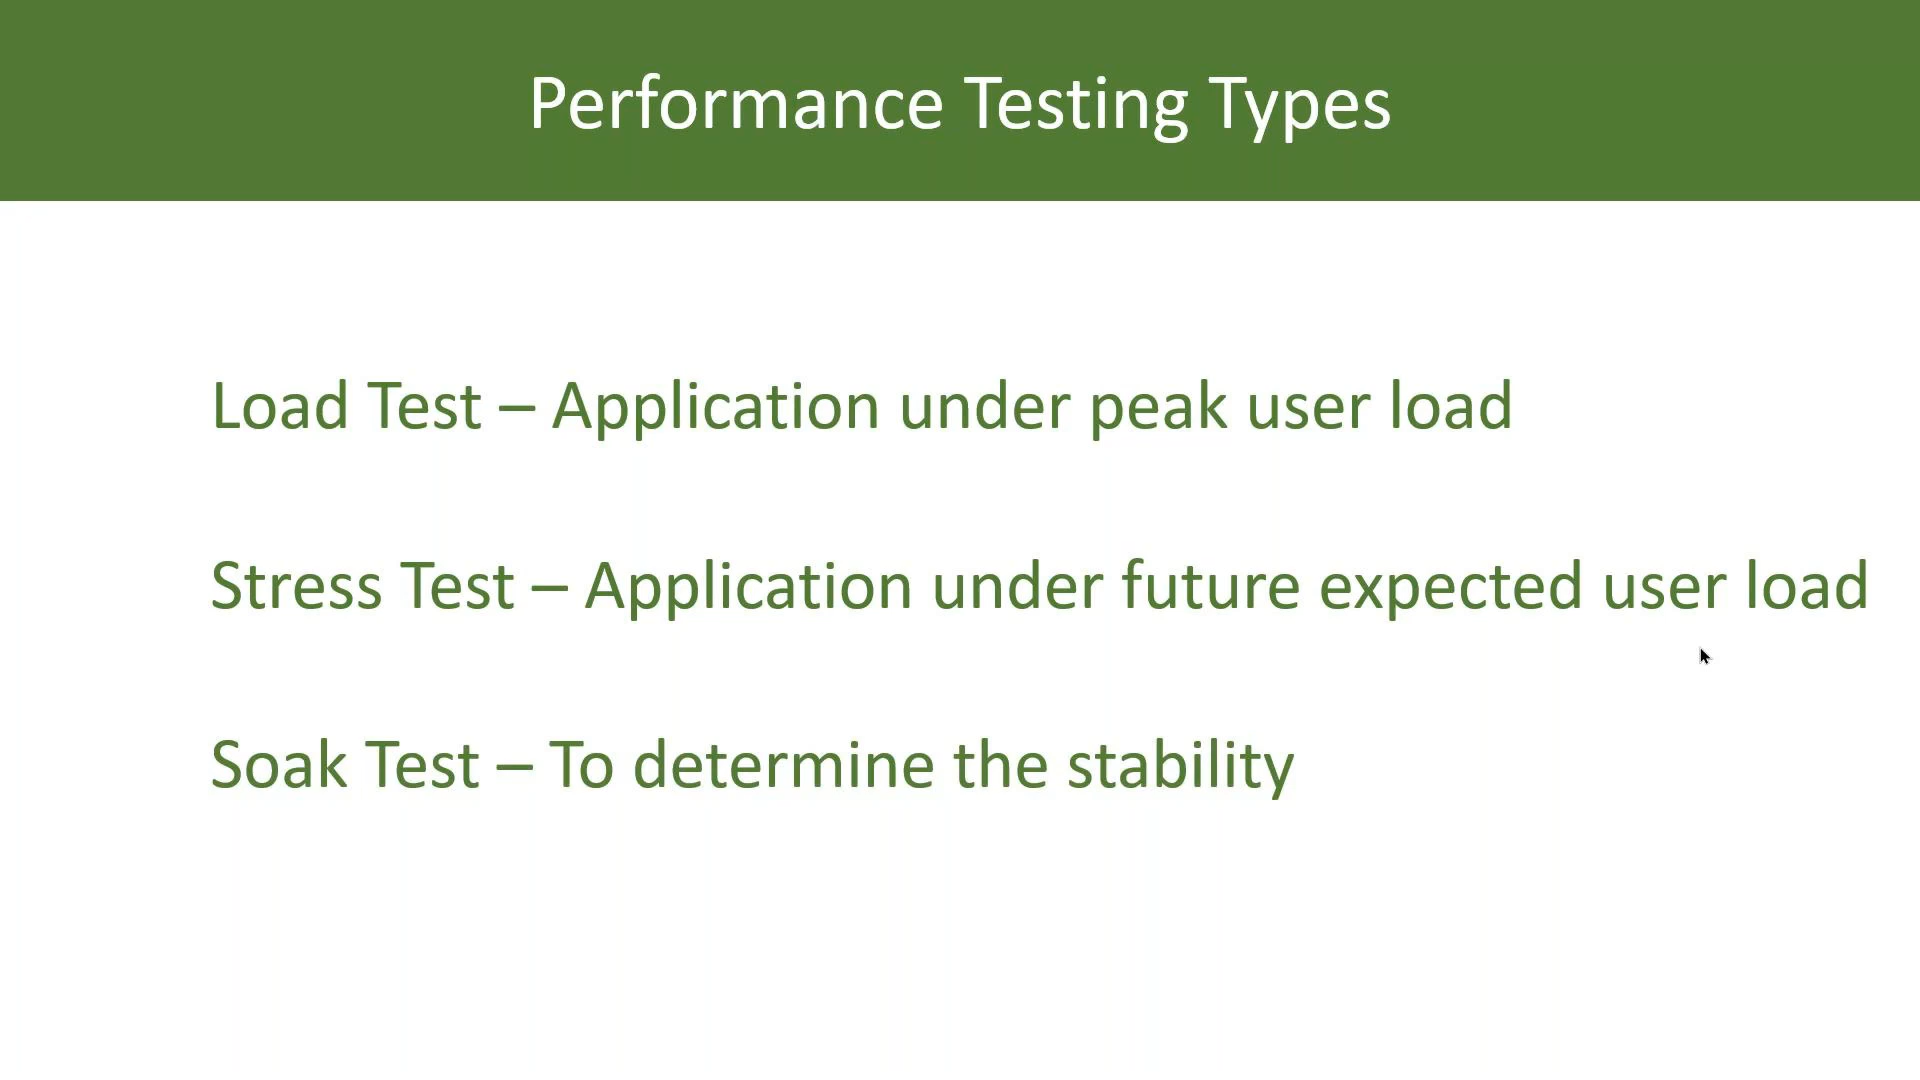 Performance Testing Types
Load Test – Application under peak user load
Stress Test – Application under future expected user load
Soak Test – To determine the stability